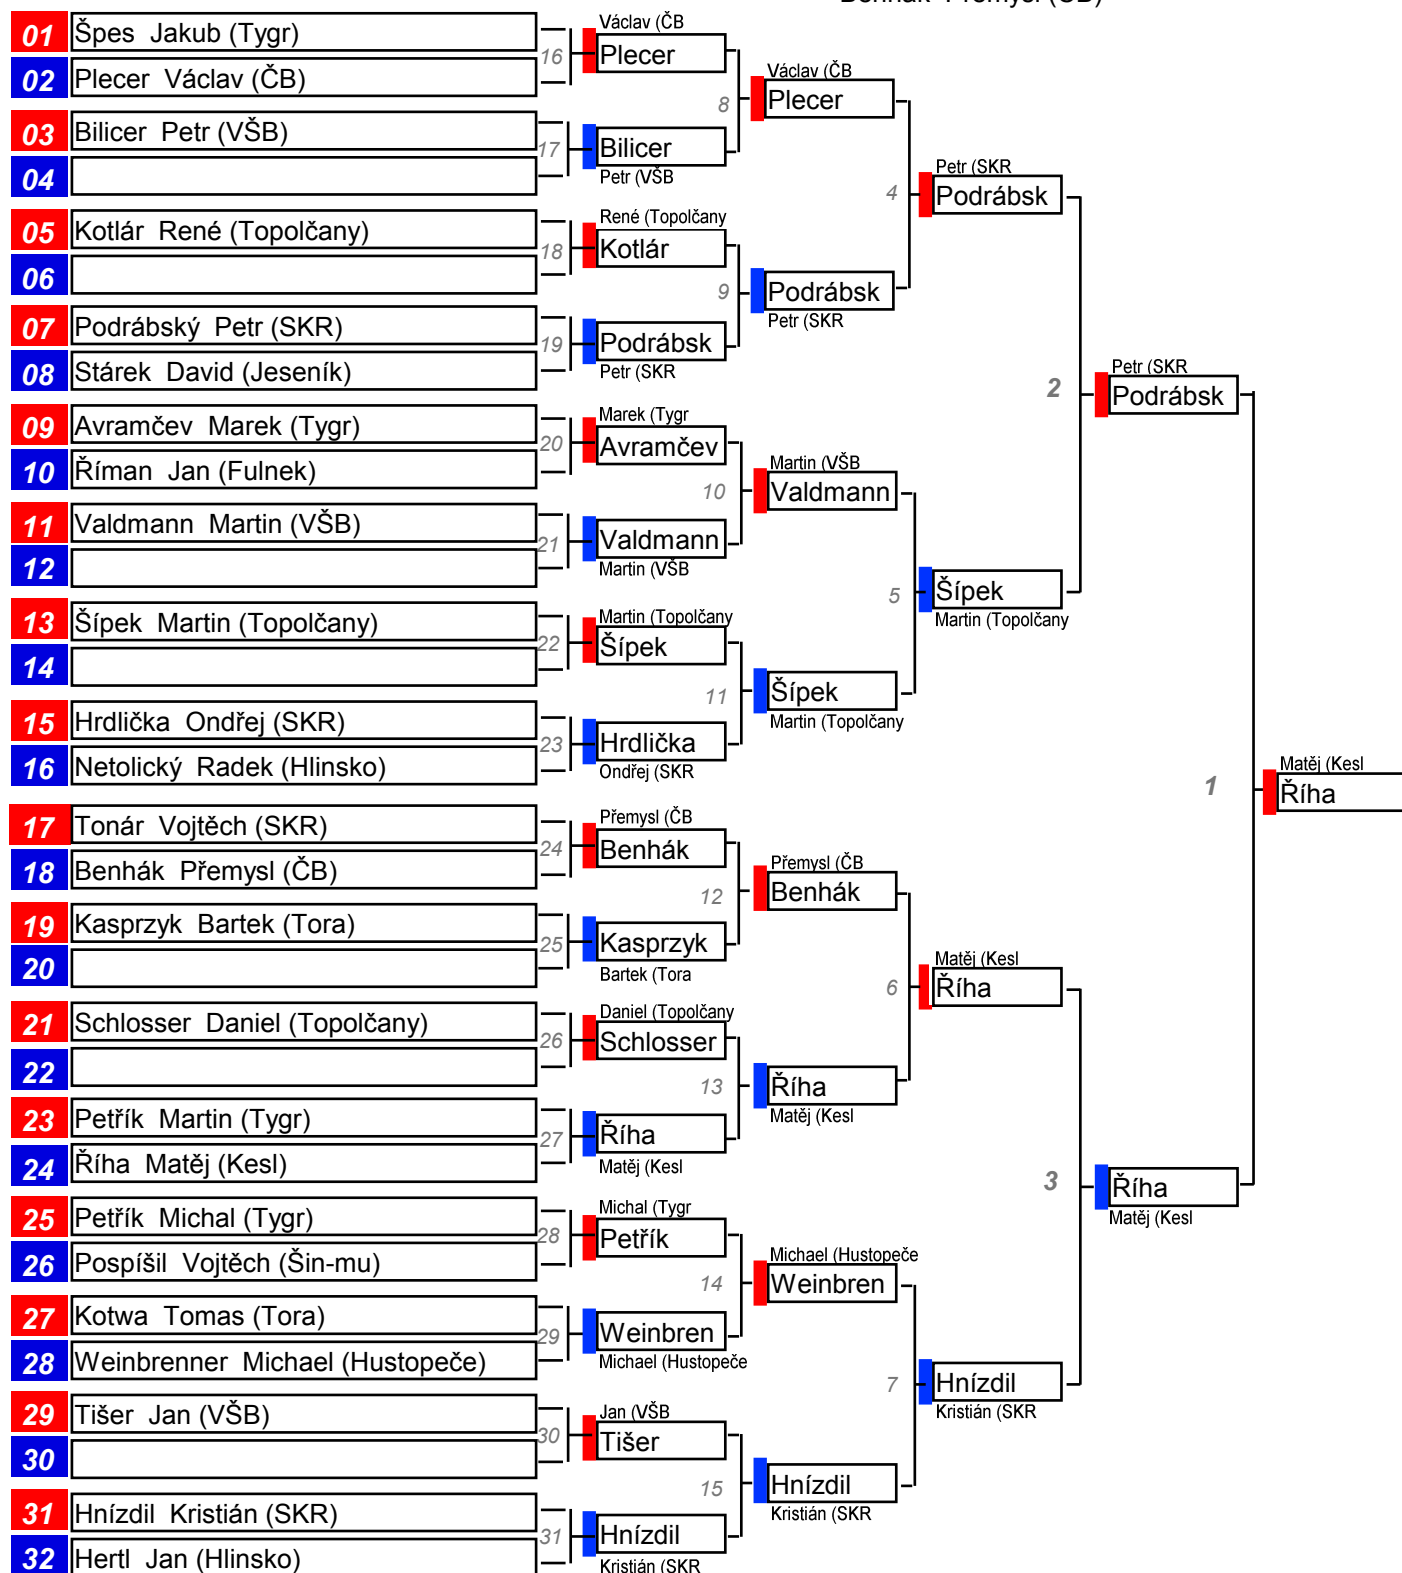 Benhák Přemysl (ČB)
01 Špes Jakub (Tygr)
02 Plecer Václav (ČB)
03 Bilicer Petr (VŠB)
04
05 Kotlár René (Topolčany)
06
07 Podrábský Petr (SKR)
08 Stárek David (Jeseník)
09 Avramčev Marek (Tygr)
10 Říman Jan (Fulnek)
11 Valdmann Martin (VŠB)
12
13 Šípek Martin (Topolčany)
14
15 Hrdlička Ondřej (SKR)
16 Netolický Radek (Hlinsko)
17 Tonár Vojtěch (SKR)
18 Benhák Přemysl (ČB)
19 Kasprzyk Bartek (Tora)
20
21 Schlosser Daniel (Topolčany)
22
23 Petřík Martin (Tygr)
24 Říha Matěj (Kesl)
25 Petřík Michal (Tygr)
26 Pospíšil Vojtěch (Šin-mu)
27 Kotwa Tomas (Tora)
28 Weinbrenner Michael (Hustopeče)
29 Tišer Jan (VŠB)
30
31 Hnízdil Kristián (SKR)
32 Hertl Jan (Hlinsko)
16
Václav (ČB
Plecer
17
Bilicer
Petr (VŠB
18
René (Topolčany
Kotlár
19
Podrábsk
Petr (SKR
20
Marek (Tygr
Avramčev
21
Valdmann
Martin (VŠB
22
Martin (Topolčany
Šípek
23
Hrdlička
Ondřej (SKR
24
Přemysl (ČB
Benhák
25
Kasprzyk
Bartek (Tora
26
Daniel (Topolčany
Schlosser
27
Říha
Matěj (Kesl
28
Michal (Tygr
Petřík
29
Weinbren
Michael (Hustopeče
30
Jan (VŠB
Tišer
31
Hnízdil
Kristián (SKR
8
Václav (ČB
Plecer
9
Podrábsk
Petr (SKR
10
Martin (VŠB
Valdmann
11
Šípek
Martin (Topolčany
12
Přemysl (ČB
Benhák
13
Říha
Matěj (Kesl
14
Michael (Hustopeče
Weinbren
15
Hnízdil
Kristián (SKR
4
Petr (SKR
Podrábsk
5
Šípek
Martin (Topolčany
6
Matěj (Kesl
Říha
7
Hnízdil
Kristián (SKR
2
Petr (SKR
Podrábsk
3
Říha
Matěj (Kesl
1
Matěj (Kesl
Říha